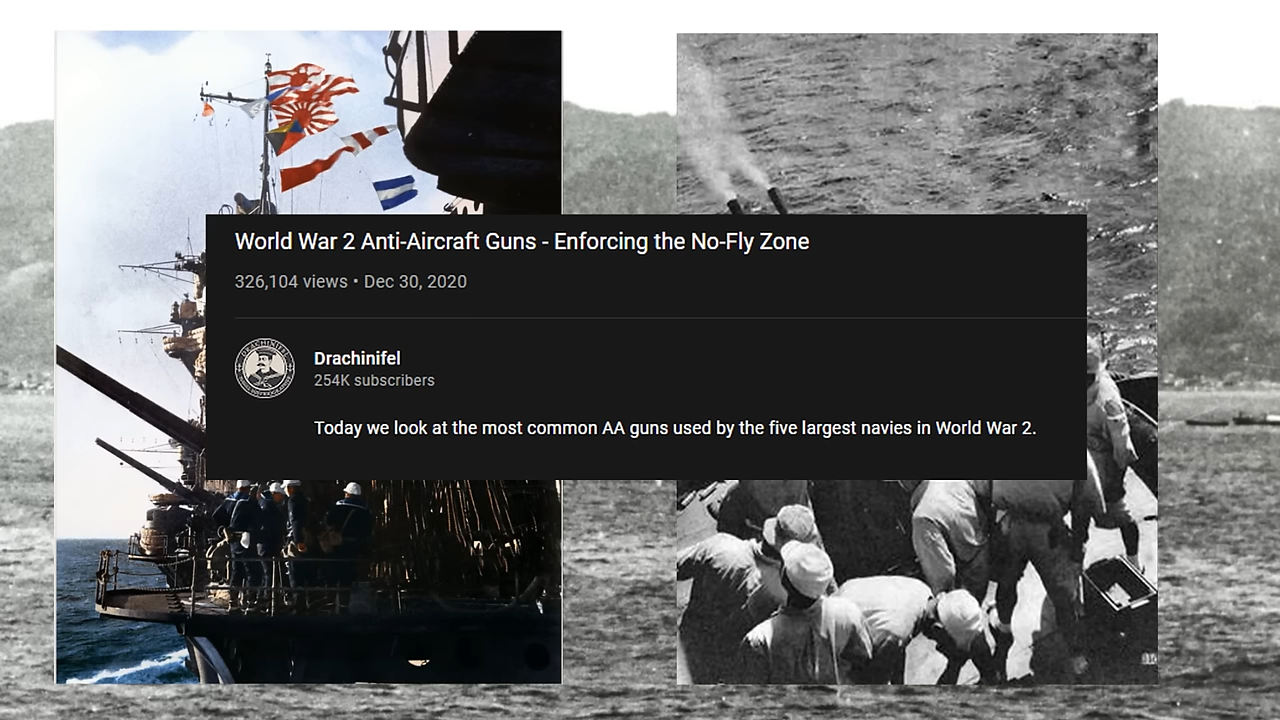 World War 2 Anti-Aircraft Guns - Enforcing the No-Fly Zone
326,104 views • Dec 30, 2020
DRACHINIFEL
Drachinifel
254K subscribers
Today we look at the most common AA guns used by the five largest navies in World War 2.